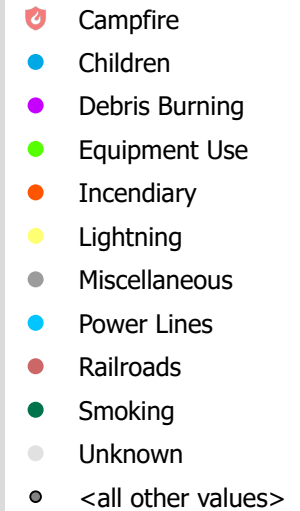 Campfire
Children
Debris Burning
Equipment Use
Incendiary
Lightning
Miscellaneous
Power Lines
Railroads
Smoking
Unknown
<all other values>